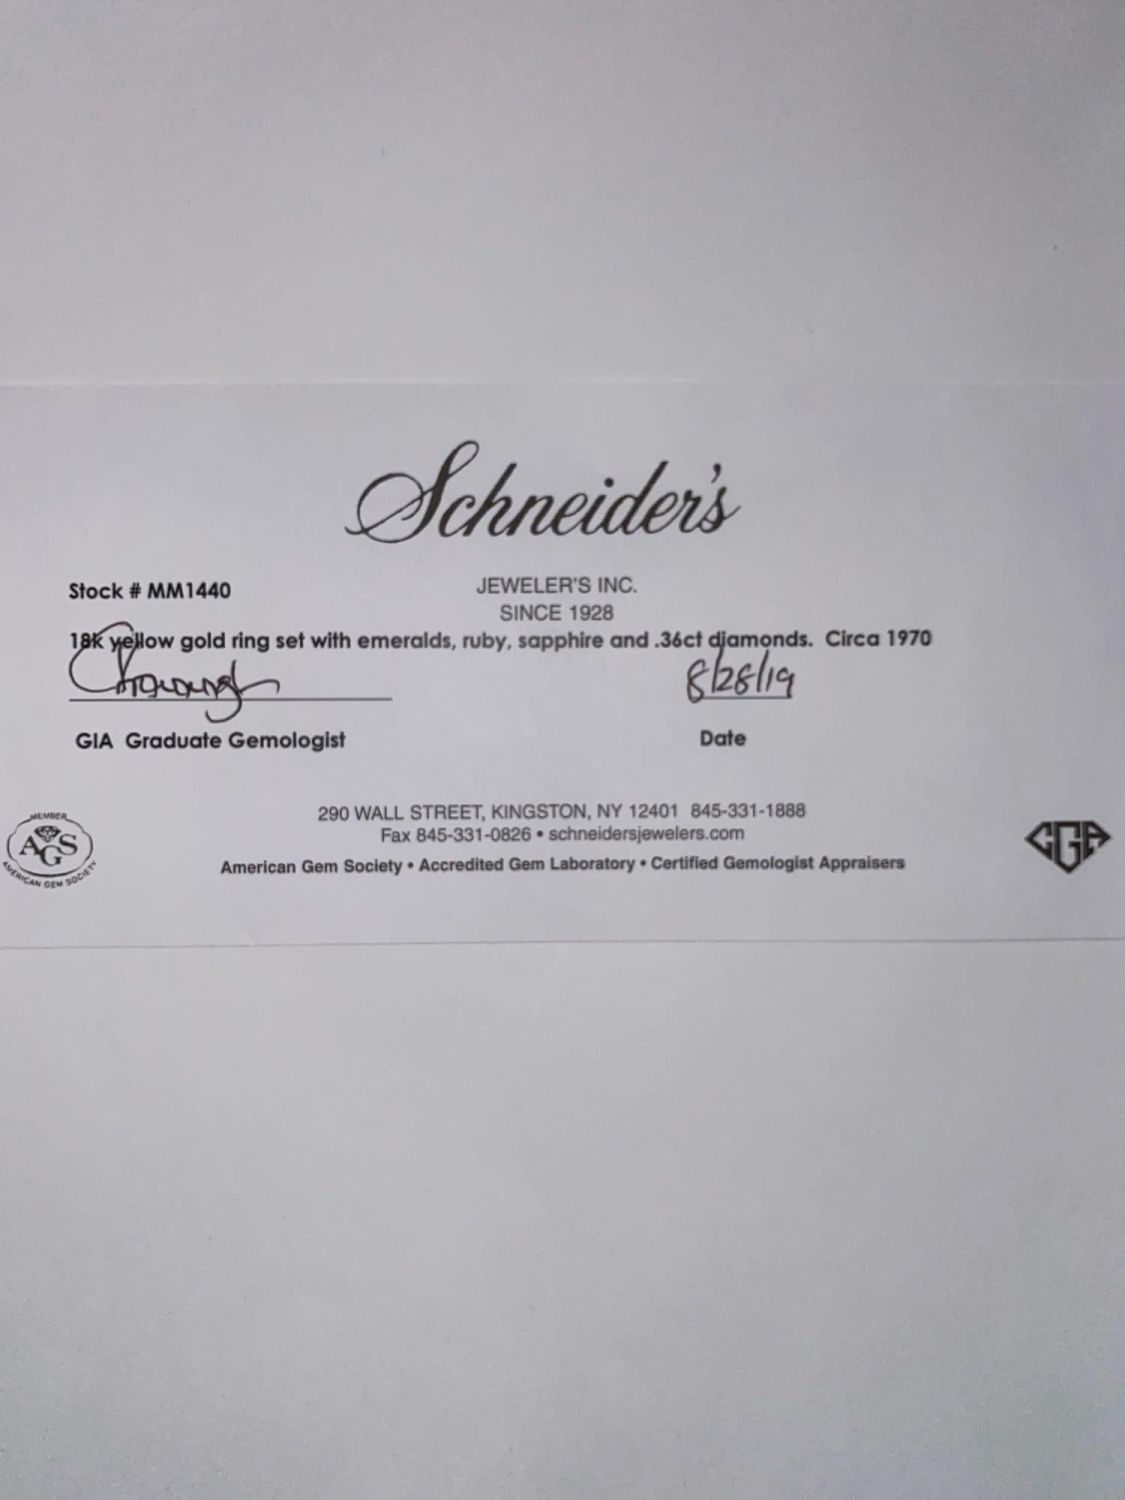 Schneider's
JEWELER'S INC.
SINCE 1928
Stock # MM1440
18K yellow gold ring set with emeralds, ruby, sapphire and .36ct diamonds. Circa 1970
8/28/19
GIA Graduate Gemologist
Date
290 WALL STREET, KINGSTON, NY 12401 845-331-1888
Fax 845-331-0826 • schneidersjewelers.com
American Gem Society • Accredited Gem Laboratory • Certified Gemologist Appraisers
MEMBER
AGS
AMERICAN GEM SOCIETY
CGA